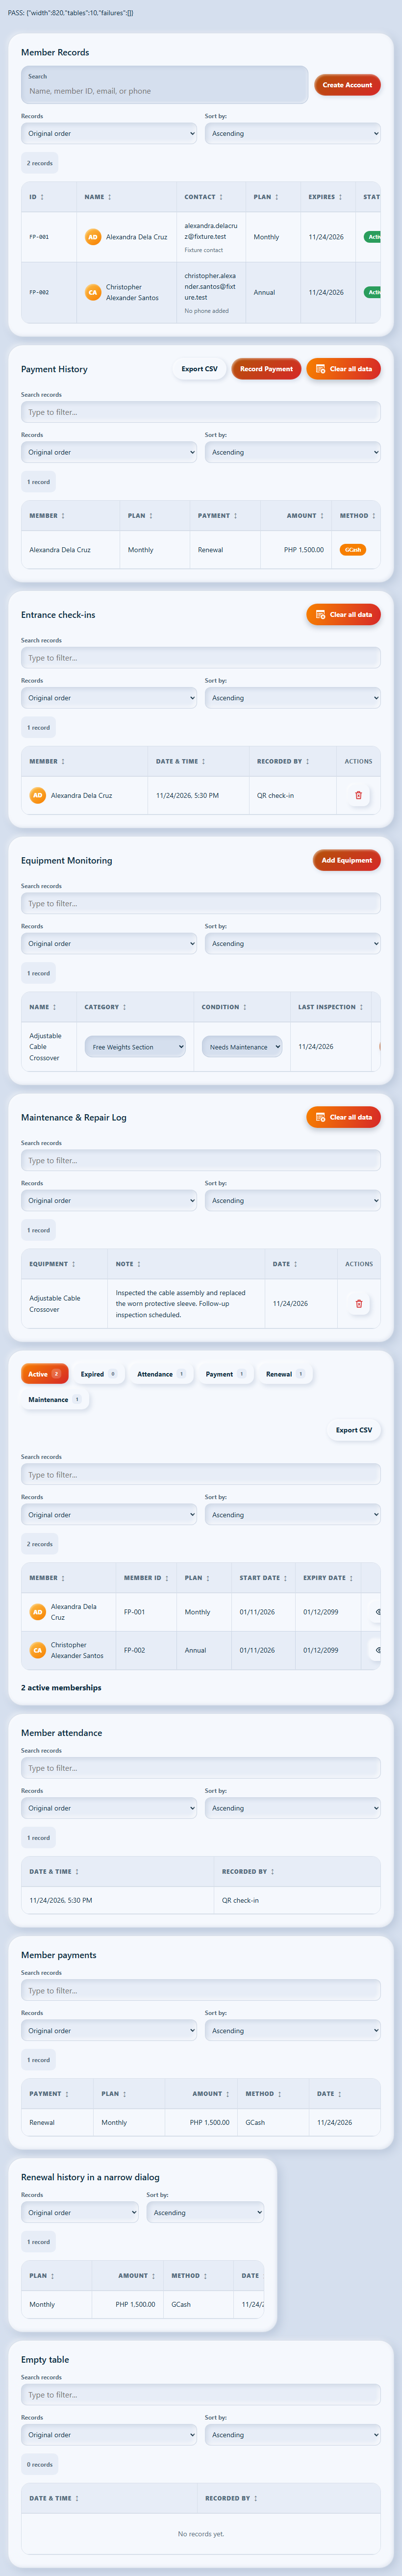 PASS: {"width":820,"tables":10,"failures":[]}
Member Records
Search
Name, member ID, email, or phone
Create Account
Records
Sort by:
Original order
Ascending
2 records
ID NAME CONTACT PLAN EXPIRES STAT
FP-001 AD Alexandra Dela Cruz alexandra.delacru
z@fixture.test
Fixture contact
Monthly 11/24/2026 Acti
FP-002 CA Christopher
Alexander Santos
christopher.alexa
nder.santos@fixt
ure.test
No phone added
Annual 11/24/2026 Acti
Payment History
Export CSV
Record Payment
Clear all data
Search records
Type to filter...
Records
Sort by:
Original order
Ascending
1 record
MEMBER PLAN PAYMENT AMOUNT METHOD
Alexandra Dela Cruz Monthly Renewal PHP 1,500.00 GCash
Entrance check-ins
Clear all data
Search records
Type to filter...
Records
Sort by:
Original order
Ascending
1 record
MEMBER DATE & TIME RECORDED BY ACTIONS
AD Alexandra Dela Cruz 11/24/2026, 5:30 PM QR check-in
Equipment Monitoring
Add Equipment
Search records
Type to filter...
Records
Sort by:
Original order
Ascending
1 record
NAME CATEGORY CONDITION LAST INSPECTION
Adjustable
Cable
Crossover
Free Weights Section Needs Maintenance 11/24/2026
Maintenance & Repair Log
Clear all data
Search records
Type to filter...
Records
Sort by:
Original order
Ascending
1 record
EQUIPMENT NOTE DATE ACTIONS
Adjustable Cable
Crossover
Inspected the cable assembly and replaced
the worn protective sleeve. Follow-up
inspection scheduled.
11/24/2026
Active 2
Expired 0
Attendance 1
Payment 1
Renewal 1
Maintenance 1
Export CSV
Search records
Type to filter...
Records
Sort by:
Original order
Ascending
2 records
MEMBER MEMBER ID PLAN START DATE EXPIRY DATE
AD Alexandra Dela
Cruz
FP-001 Monthly 01/11/2026 01/12/2099
CA Christopher
Alexander Santos
FP-002 Annual 01/11/2026 01/12/2099
2 active memberships
Member attendance
Search records
Type to filter...
Records
Sort by:
Original order
Ascending
1 record
DATE & TIME RECORDED BY
11/24/2026, 5:30 PM QR check-in
Member payments
Search records
Type to filter...
Records
Sort by:
Original order
Ascending
1 record
PAYMENT PLAN AMOUNT METHOD DATE
Renewal Monthly PHP 1,500.00 GCash 11/24/2026
Renewal history in a narrow dialog
Records
Sort by:
Original order
Ascending
1 record
PLAN AMOUNT METHOD DATE
Monthly PHP 1,500.00 GCash 11/24/2
Empty table
Search records
Type to filter...
Records
Sort by:
Original order
Ascending
0 records
DATE & TIME RECORDED BY
No records yet.